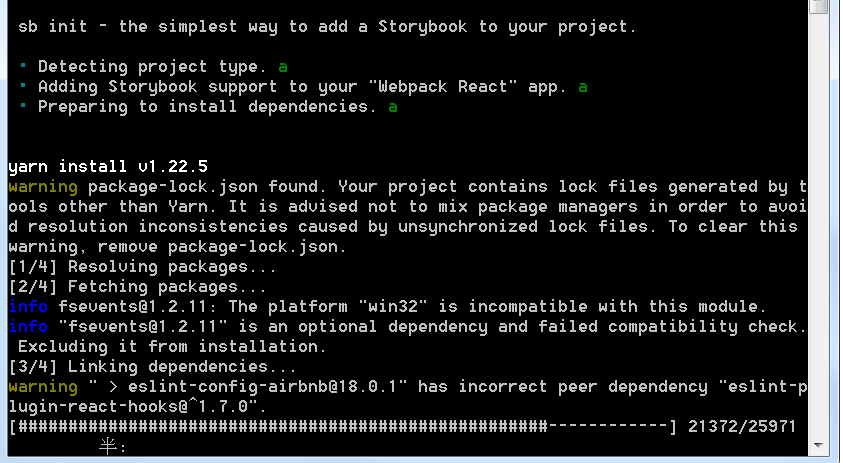 sb init - the simplest way to add a Storybook to your project.
• Detecting project type. a
• Adding Storybook support to your "Webpack React" app. a
• Preparing to install dependencies. a
yarn install v1.22.5
warning package-lock.json found. Your project contains lock files generated by t
ools other than Yarn. It is advised not to mix package managers in order to avoi
d resolution inconsistencies caused by unsynchronized lock files. To clear this
warning, remove package-lock.json.
[1/4] Resolving packages...
[2/4] Fetching packages...
info fsevents@1.2.11: The platform "win32" is incompatible with this module.
info "fsevents@1.2.11" is an optional dependency and failed compatibility check.
Excluding it from installation.
[3/4] Linking dependencies...
warning " > eslint-config-airbnb@18.0.1" has incorrect peer dependency "eslint-p
lugin-react-hooks@^1.7.0".
[#####################################################------------] 21372/25971
半: